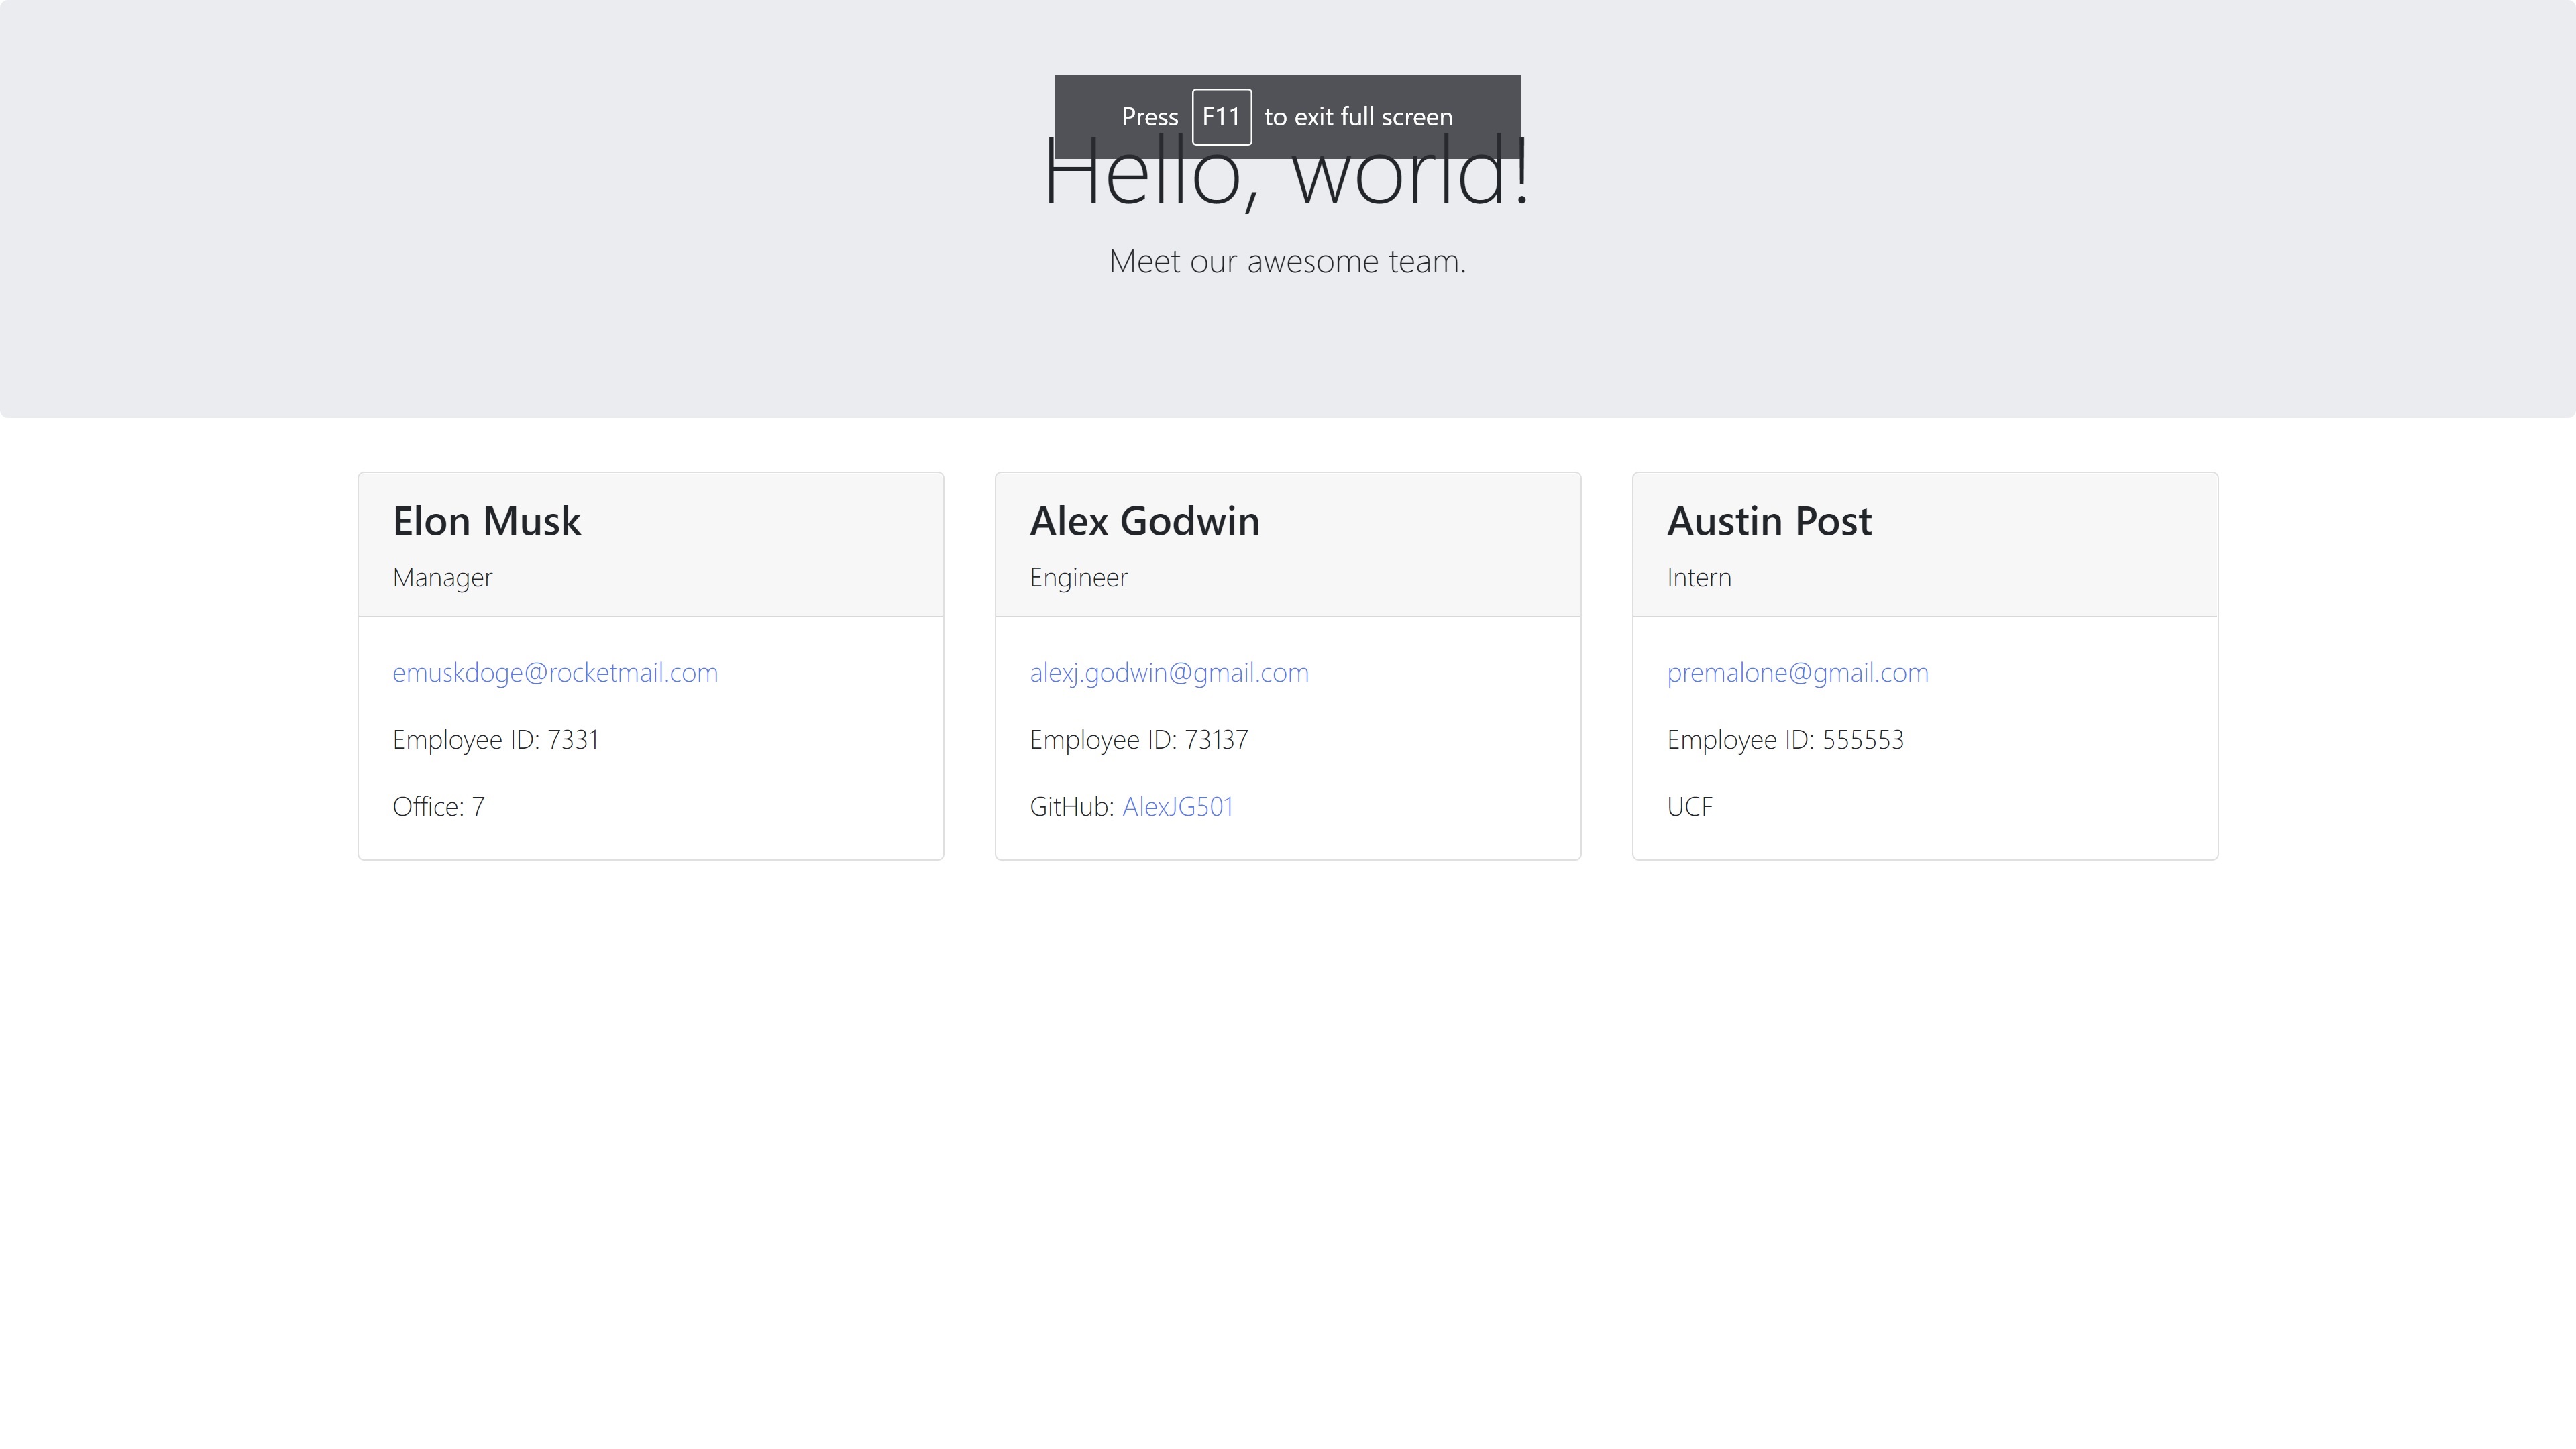 Press F11 to exit full screen
Hello, world!
Meet our awesome team.
Elon Musk
Manager
emuskdoge@rocketmail.com
Employee ID: 7331
Office: 7
Alex Godwin
Engineer
alexj.godwin@gmail.com
Employee ID: 73137
GitHub: AlexJG501
Austin Post
Intern
premalone@gmail.com
Employee ID: 555553
UCF